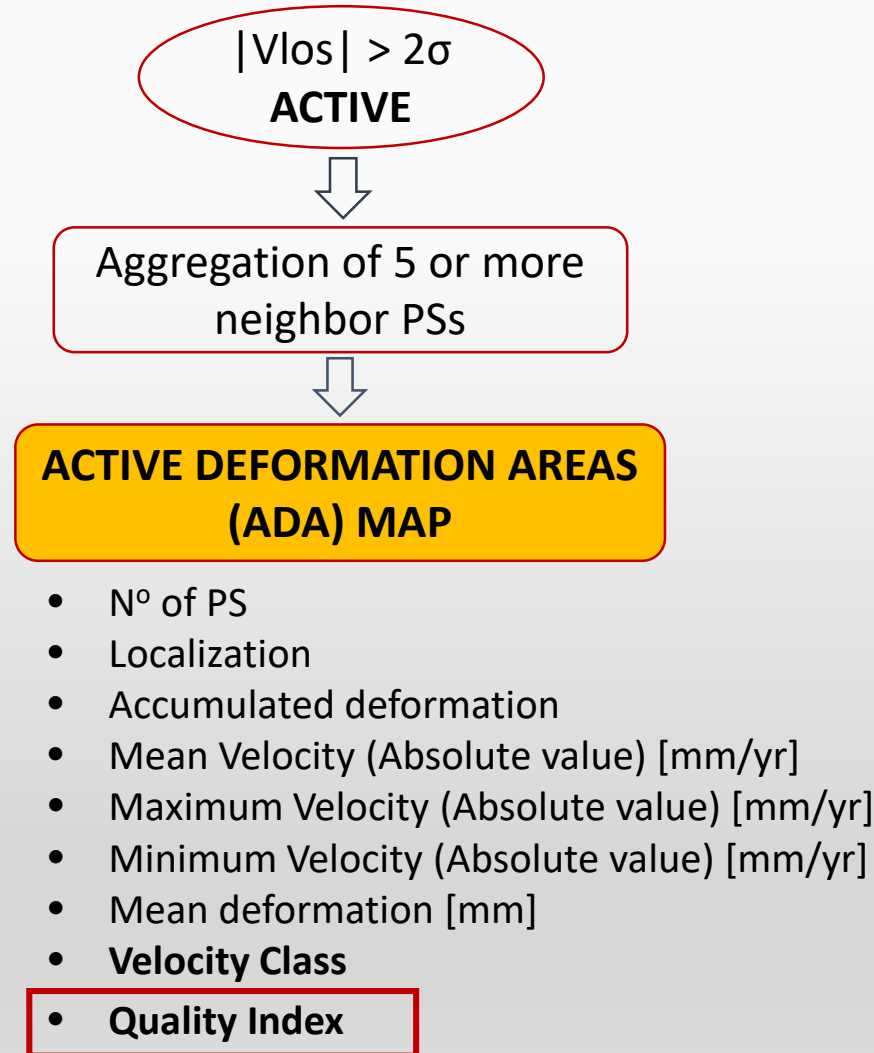 |Vlos| > 2σ
ACTIVE
Aggregation of 5 or more
neighbor PSs
ACTIVE DEFORMATION AREAS
(ADA) MAP
• Nº of PS
• Localization
• Accumulated deformation
• Mean Velocity (Absolute value) [mm/yr]
• Maximum Velocity (Absolute value) [mm/yr]
• Minimum Velocity (Absolute value) [mm/yr]
• Mean deformation [mm]
• Velocity Class
• Quality Index